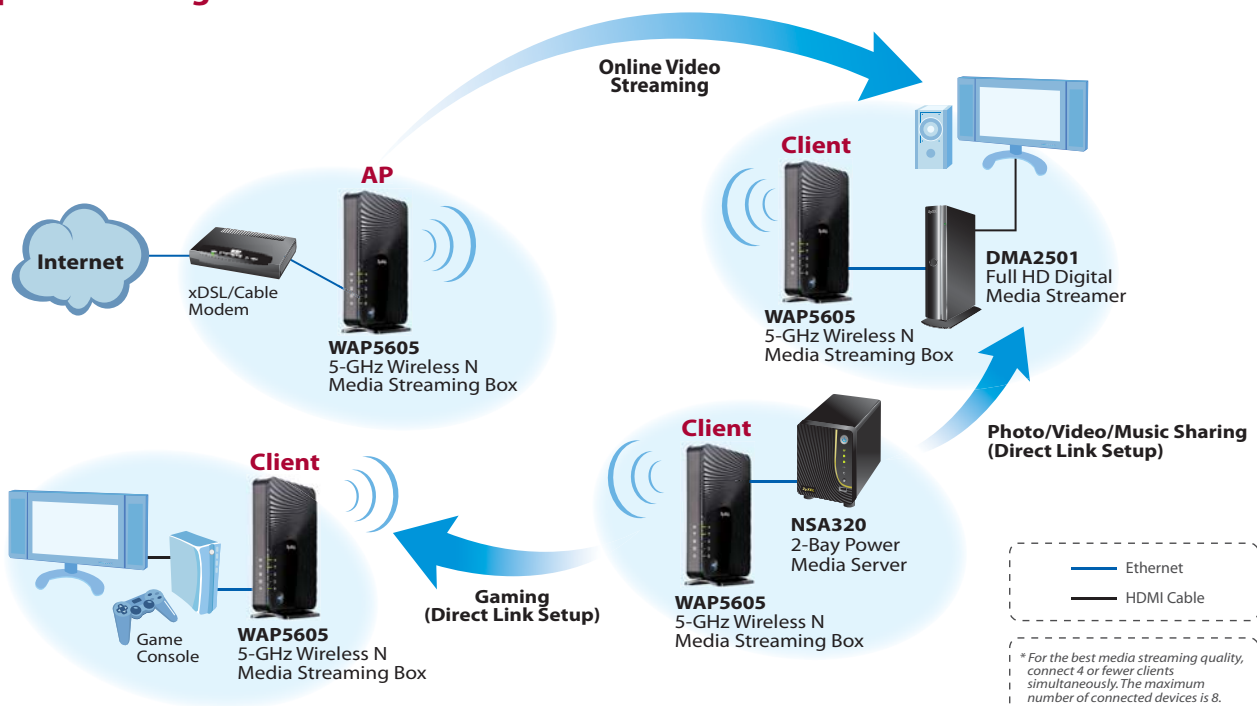 Online Video
Streaming
AP
Client
Internet
xDSL/Cable
Modem
WAP5605
5-GHz Wireless N
Media Streaming Box
WAP5605
5-GHz Wireless N
Media Streaming Box
DMA2501
Full HD Digital
Media Streamer
Photo/Video/Music Sharing
(Direct Link Setup)
Client
NSA320
2-Bay Power
Media Server
WAP5605
5-GHz Wireless N
Media Streaming Box
Client
Gaming
(Direct Link Setup)
Game
Console
WAP5605
5-GHz Wireless N
Media Streaming Box
Ethernet
HDMI Cable
* For the best media streaming quality,
connect 4 or fewer clients
simultaneously. The maximum
number of connected devices is 8.